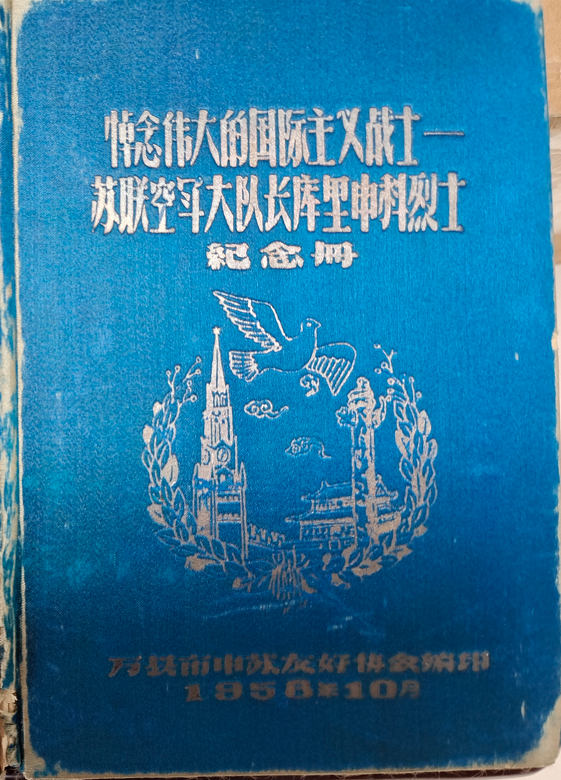 悼念伟大的国际主义战士—
苏联空军大队长库里申科烈士
紀念册
万县市中苏友好协会编印
1958年10月